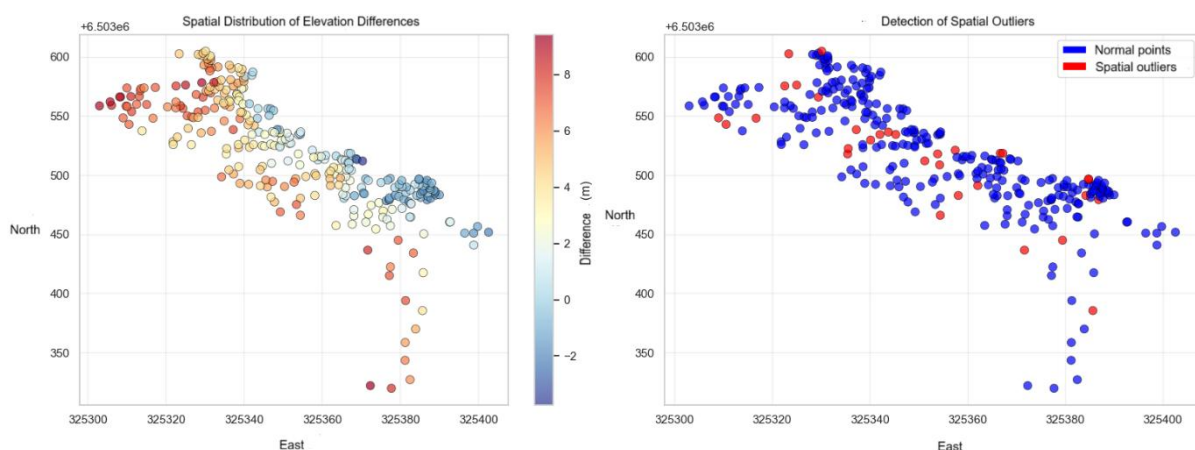 Spatial Distribution of Elevation Differences
+6.503e6
600
550
500
450
400
350
North
325300
325320
325340
325360
325380
325400
East
8
6
4
2
0
−2
Difference (m)
Detection of Spatial Outliers
+6.503e6
Normal points
Spatial outliers
600
550
500
450
400
350
North
325300
325320
325340
325360
325380
325400
East